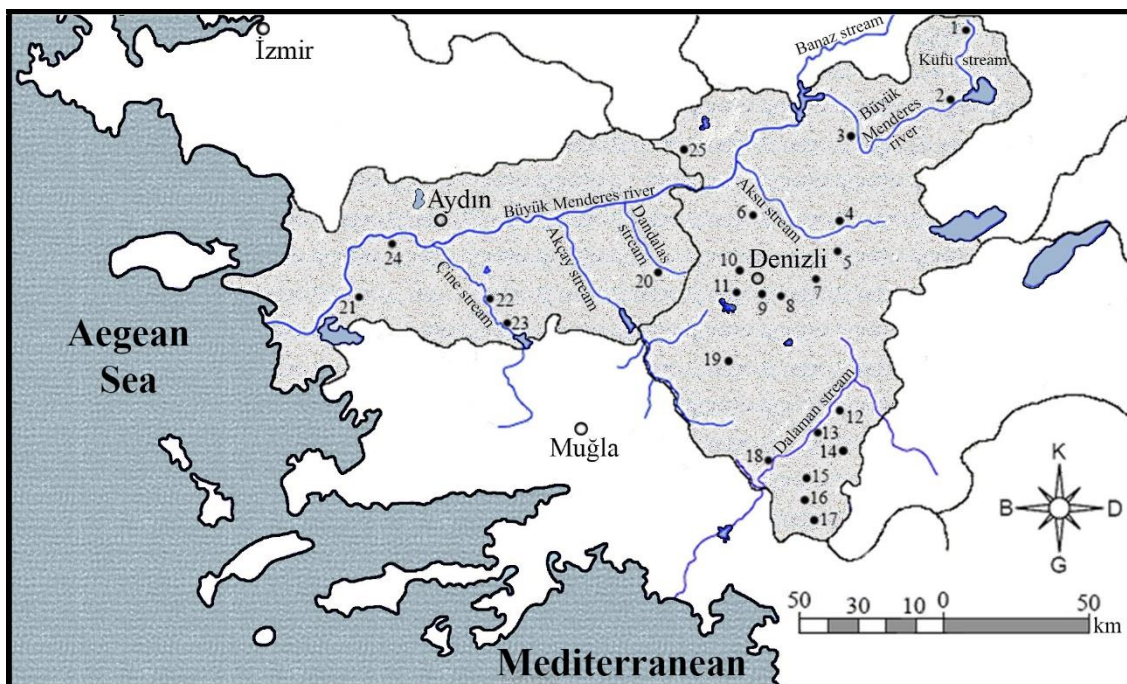 İzmir
Banaz stream
1
Küfü stream
2
Büyük
Menderes
river
3
25
Aydın
Büyük Menderes river
Dandalas
stream
Aksu stream
6
4
24
Çine stream
Akçay stream
20
10
Denizli
5
7
11
9
8
21
22
23
Aegean
Sea
19
Dalaman stream
12
13
14
Muğla
18
15
16
17
K
B
D
G
50
30
10
0
50
km
Mediterranean